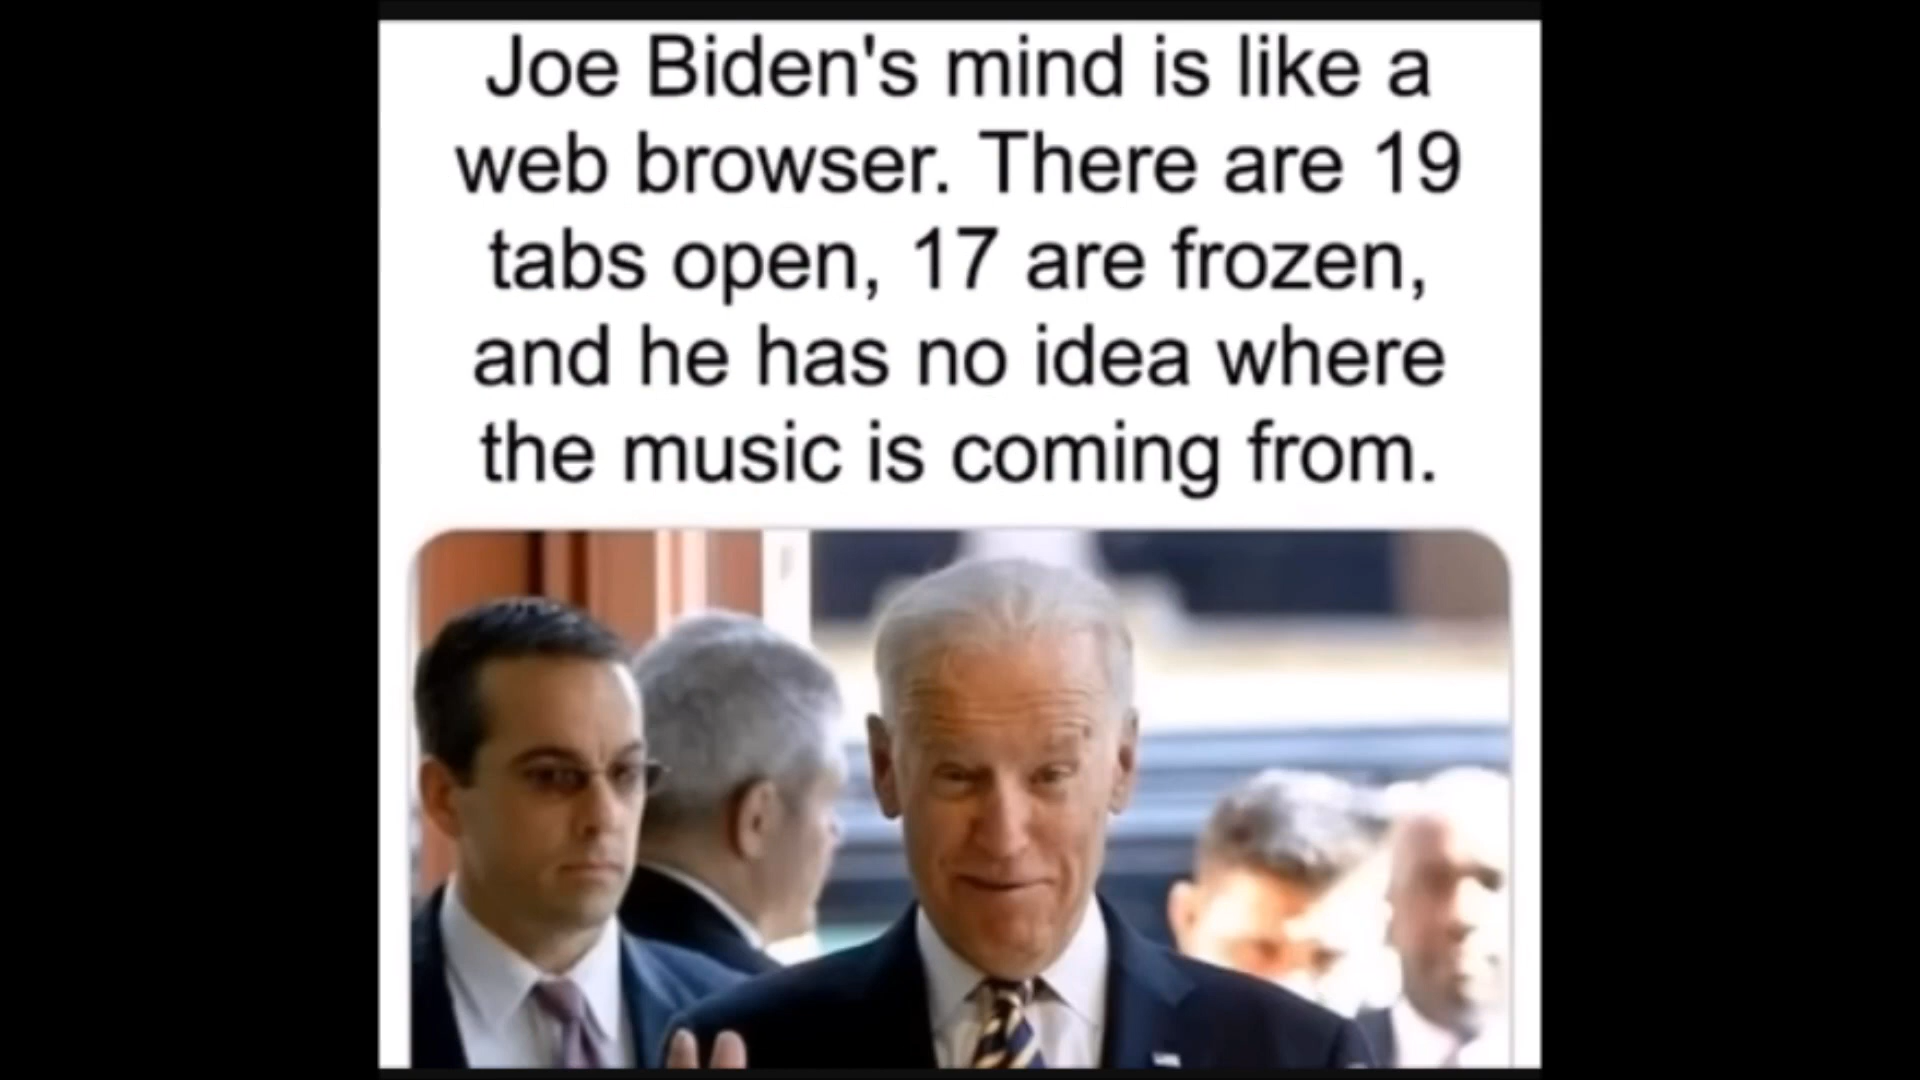 Joe Biden's mind is like a
web browser. There are 19
tabs open, 17 are frozen,
and he has no idea where
the music is coming from.